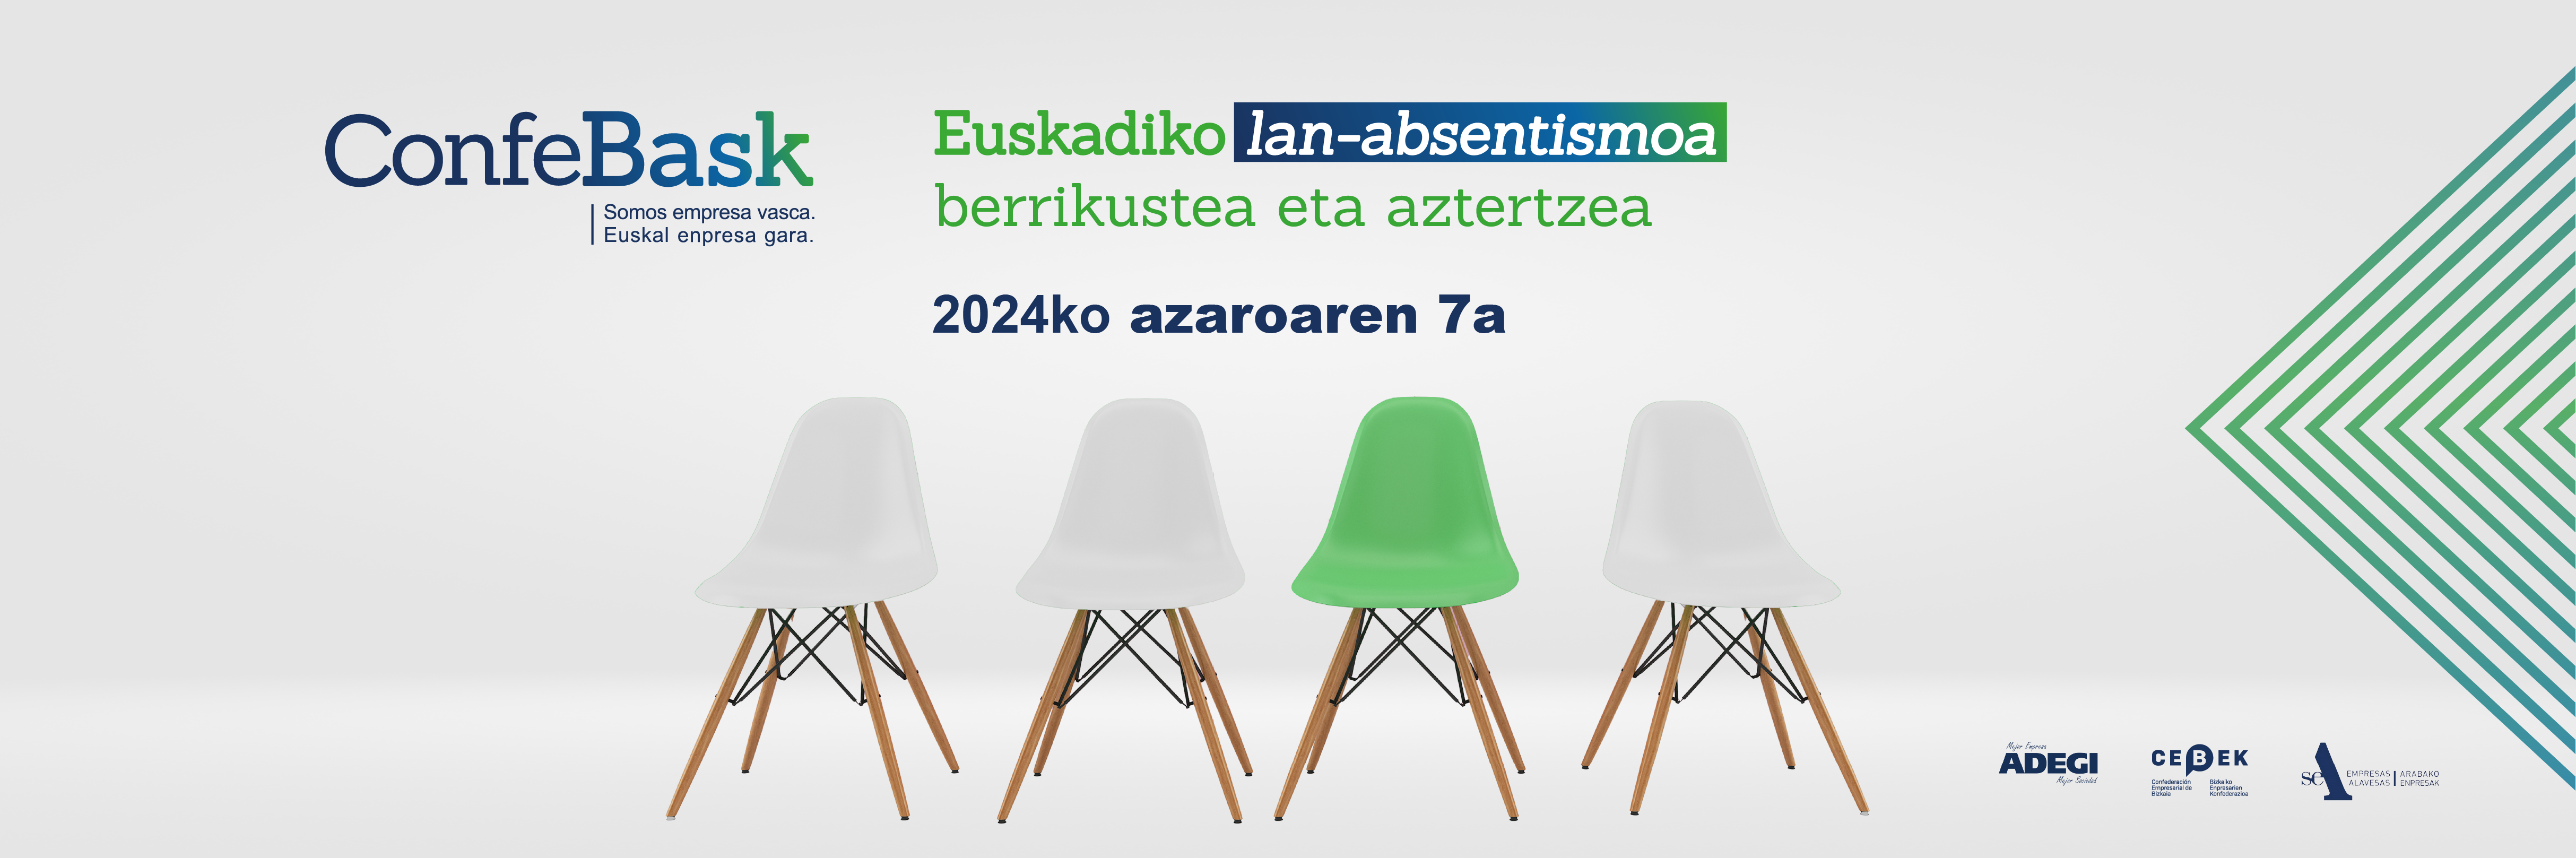 ConfeBask
Somos empresa vasca.
Euskal enpresa gara.
Euskadiko lan-absentismoa
berrikustea eta aztertzea
2024ko azaroaren 7a
Mejor Empresa
ADEGI
Mejor Sociedad
CEBEK
Confederación
Empresarial de
Bizkaia
Bizkaiko
Enpresarien
Konfederazioa
seA
EMPRESAS
ALAVESAS
ARABAKO
ENPRESAK